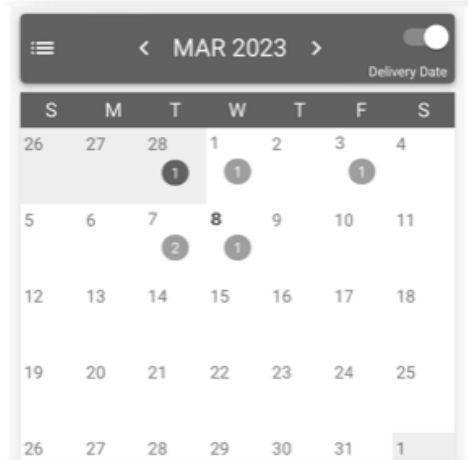 < MAR 2023 >
Delivery Date
S M T W T F S
26 27 28 1 2 3 4
1 1 1
5 6 7 8 9 10 11
2 1
12 13 14 15 16 17 18
19 20 21 22 23 24 25
26 27 28 29 30 31 1